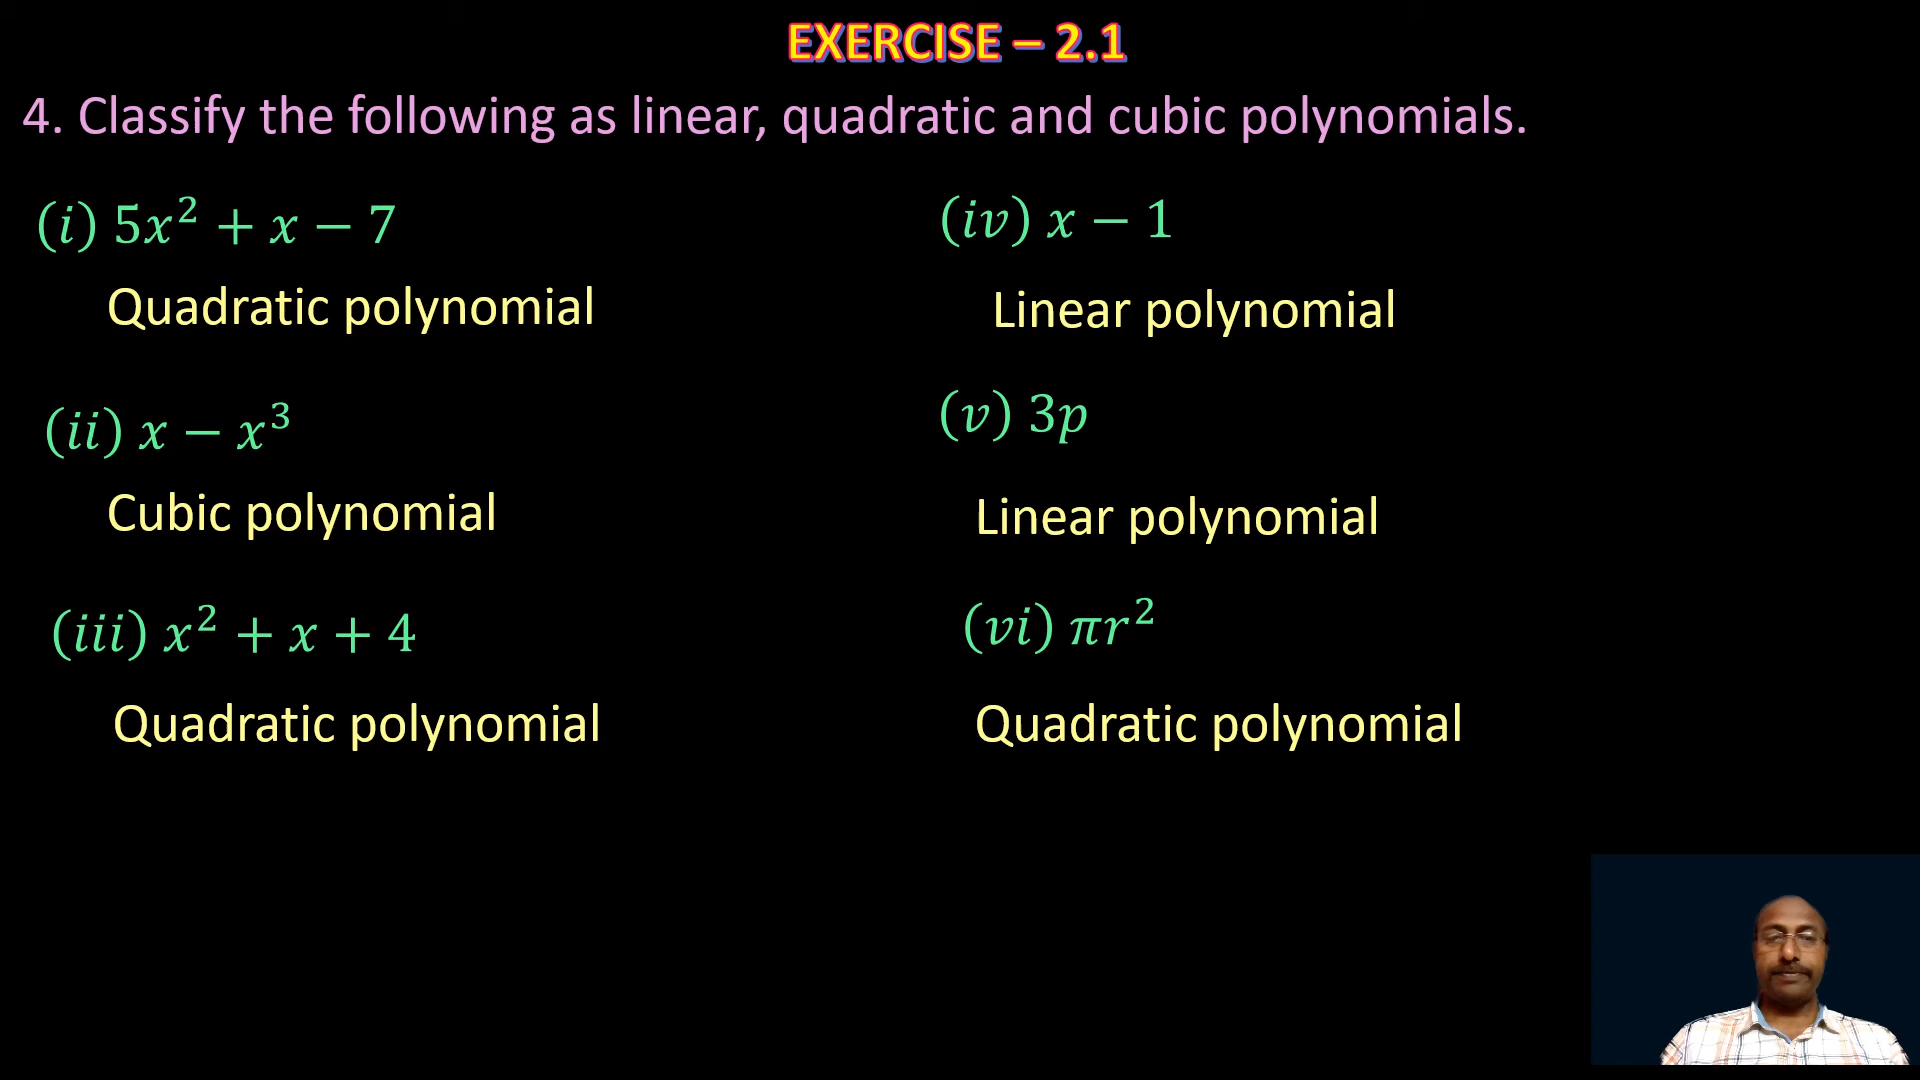 EXERCISE – 2.1
4. Classify the following as linear, quadratic and cubic polynomials.
(i) 5x² + x − 7
Quadratic polynomial
(ii) x − x³
Cubic polynomial
(iii) x² + x + 4
Quadratic polynomial
(iv) x − 1
Linear polynomial
(v) 3p
Linear polynomial
(vi) πr²
Quadratic polynomial